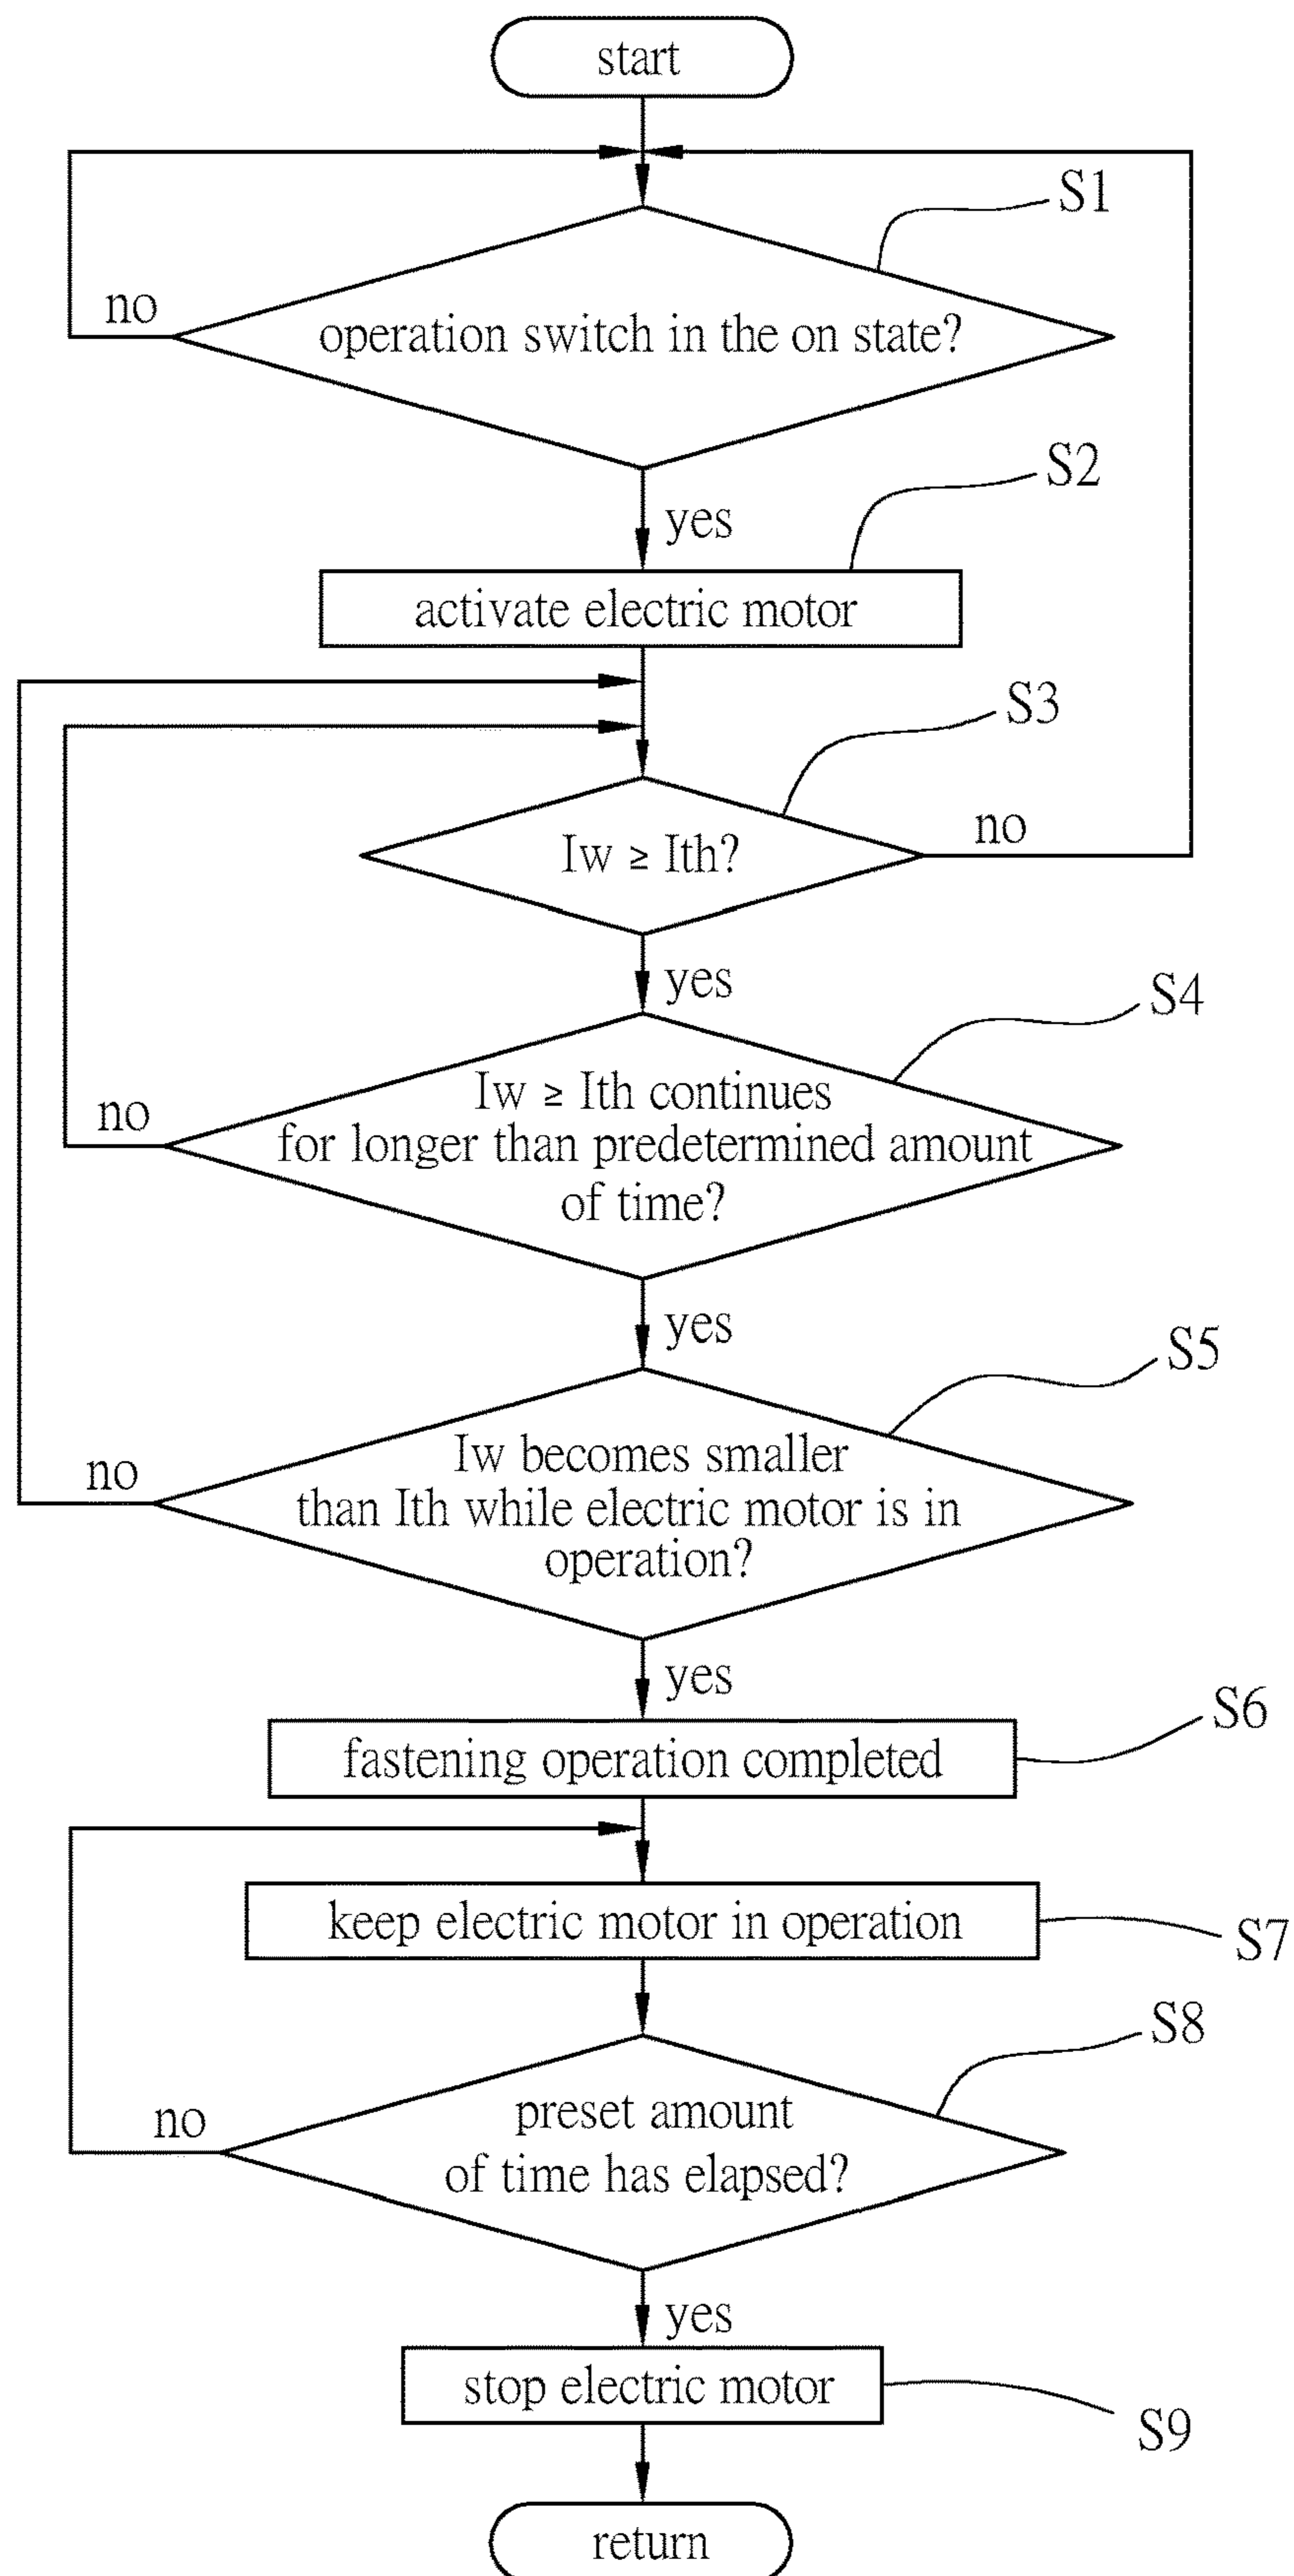 start
S1
no
operation switch in the on state?
S2
yes
activate electric motor
S3
Iw ≥ Ith?
no
yes
S4
Iw ≥ Ith continues
no
for longer than predetermined amount
of time?
yes
S5
Iw becomes smaller
no
than Ith while electric motor is in
operation?
yes
S6
fastening operation completed
keep electric motor in operation
S7
S8
preset amount
no
of time has elapsed?
yes
stop electric motor
S9
return